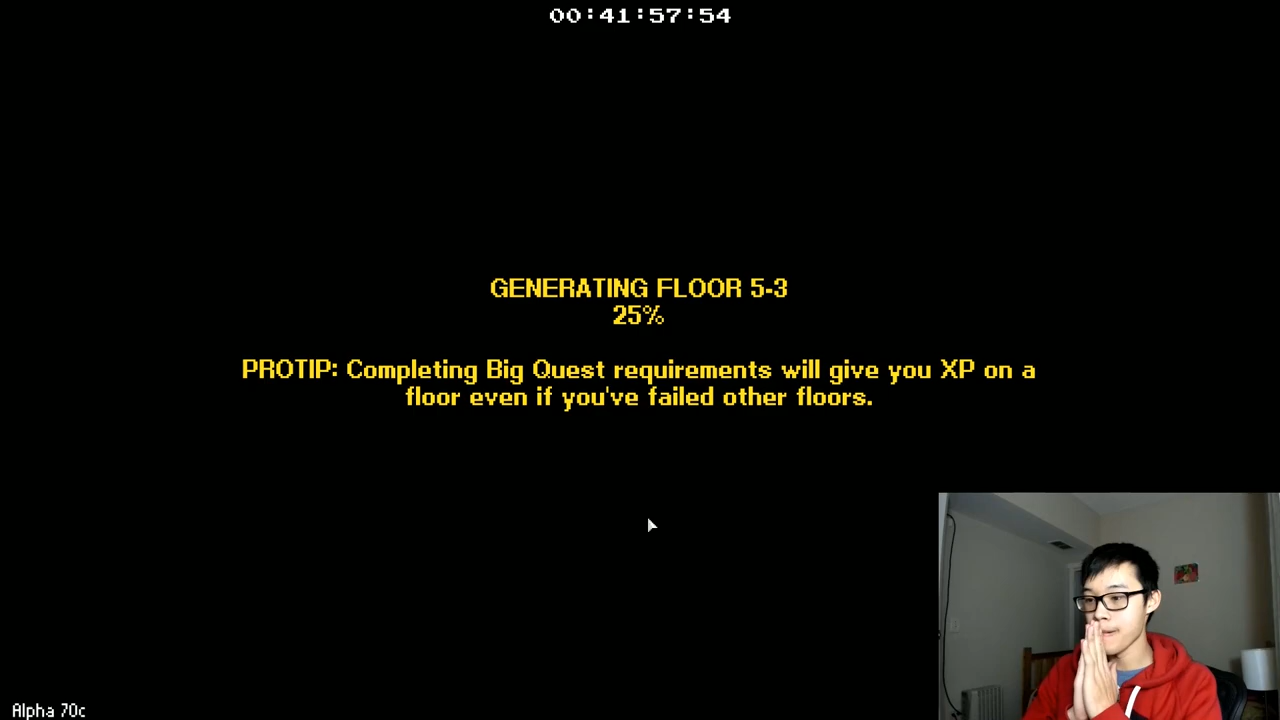 00:41:57:54
GENERATING FLOOR 5-3
25%
PROTIP: Completing Big Quest requirements will give you XP on a
floor even if you've failed other floors.
Alpha 70c